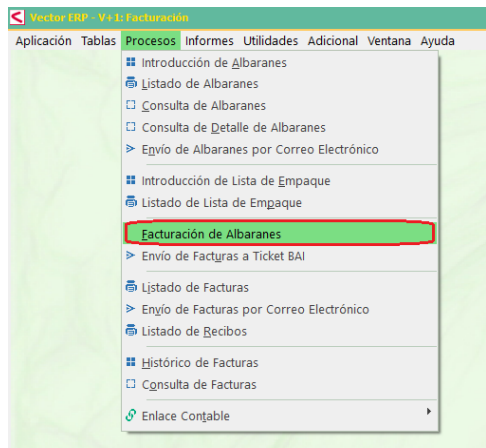 Vector ERP - V+1: Facturación
Aplicación Tablas Procesos Informes Utilidades Adicional Ventana Ayuda
Introducción de Albaranes
Listado de Albaranes
Consulta de Albaranes
Consulta de Detalle de Albaranes
Envío de Albaranes por Correo Electrónico
Introducción de Lista de Empaque
Listado de Lista de Empaque
Facturación de Albaranes
Envío de Facturas a Ticket BAI
Listado de Facturas
Envío de Facturas por Correo Electrónico
Listado de Recibos
Histórico de Facturas
Consulta de Facturas
Enlace Contable